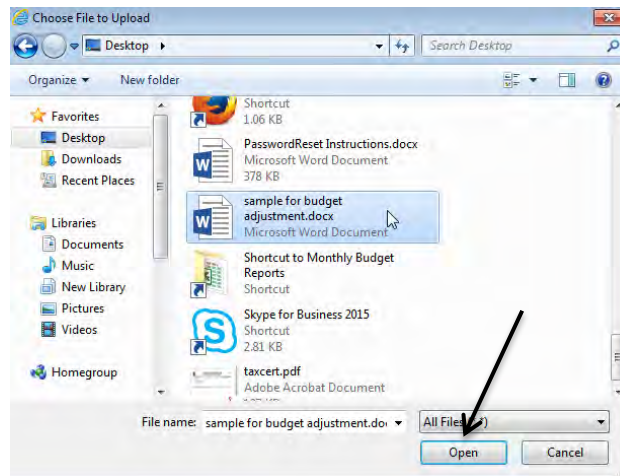 Choose File to Upload
Desktop
Search Desktop
Organize
New folder
Favorites
Desktop
Downloads
Recent Places
Libraries
Documents
Music
New Library
Pictures
Videos
Homegroup
Shortcut
1.06 KB
PasswordReset Instructions.docx
Microsoft Word Document
378 KB
sample for budget
adjustment.docx
Microsoft Word Document
Shortcut to Monthly Budget
Reports
Shortcut
Skype for Business 2015
Shortcut
2.81 KB
taxcert.pdf
Adobe Acrobat Document
File name: sample for budget adjustment.do
All Files
Open
Cancel